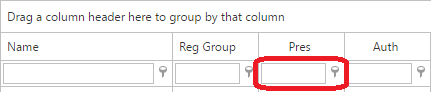 Drag a column header here to group by that column
Name Reg Group Pres Auth